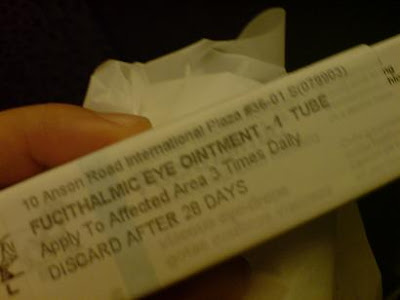 10 Anson Road International Plaza #36-01 S(079903)
FUCITHALMIC EYE OINTMENT - 1 TUBE
Apply To Affected Area 3 Times Daily
DISCARD AFTER 28 DAYS